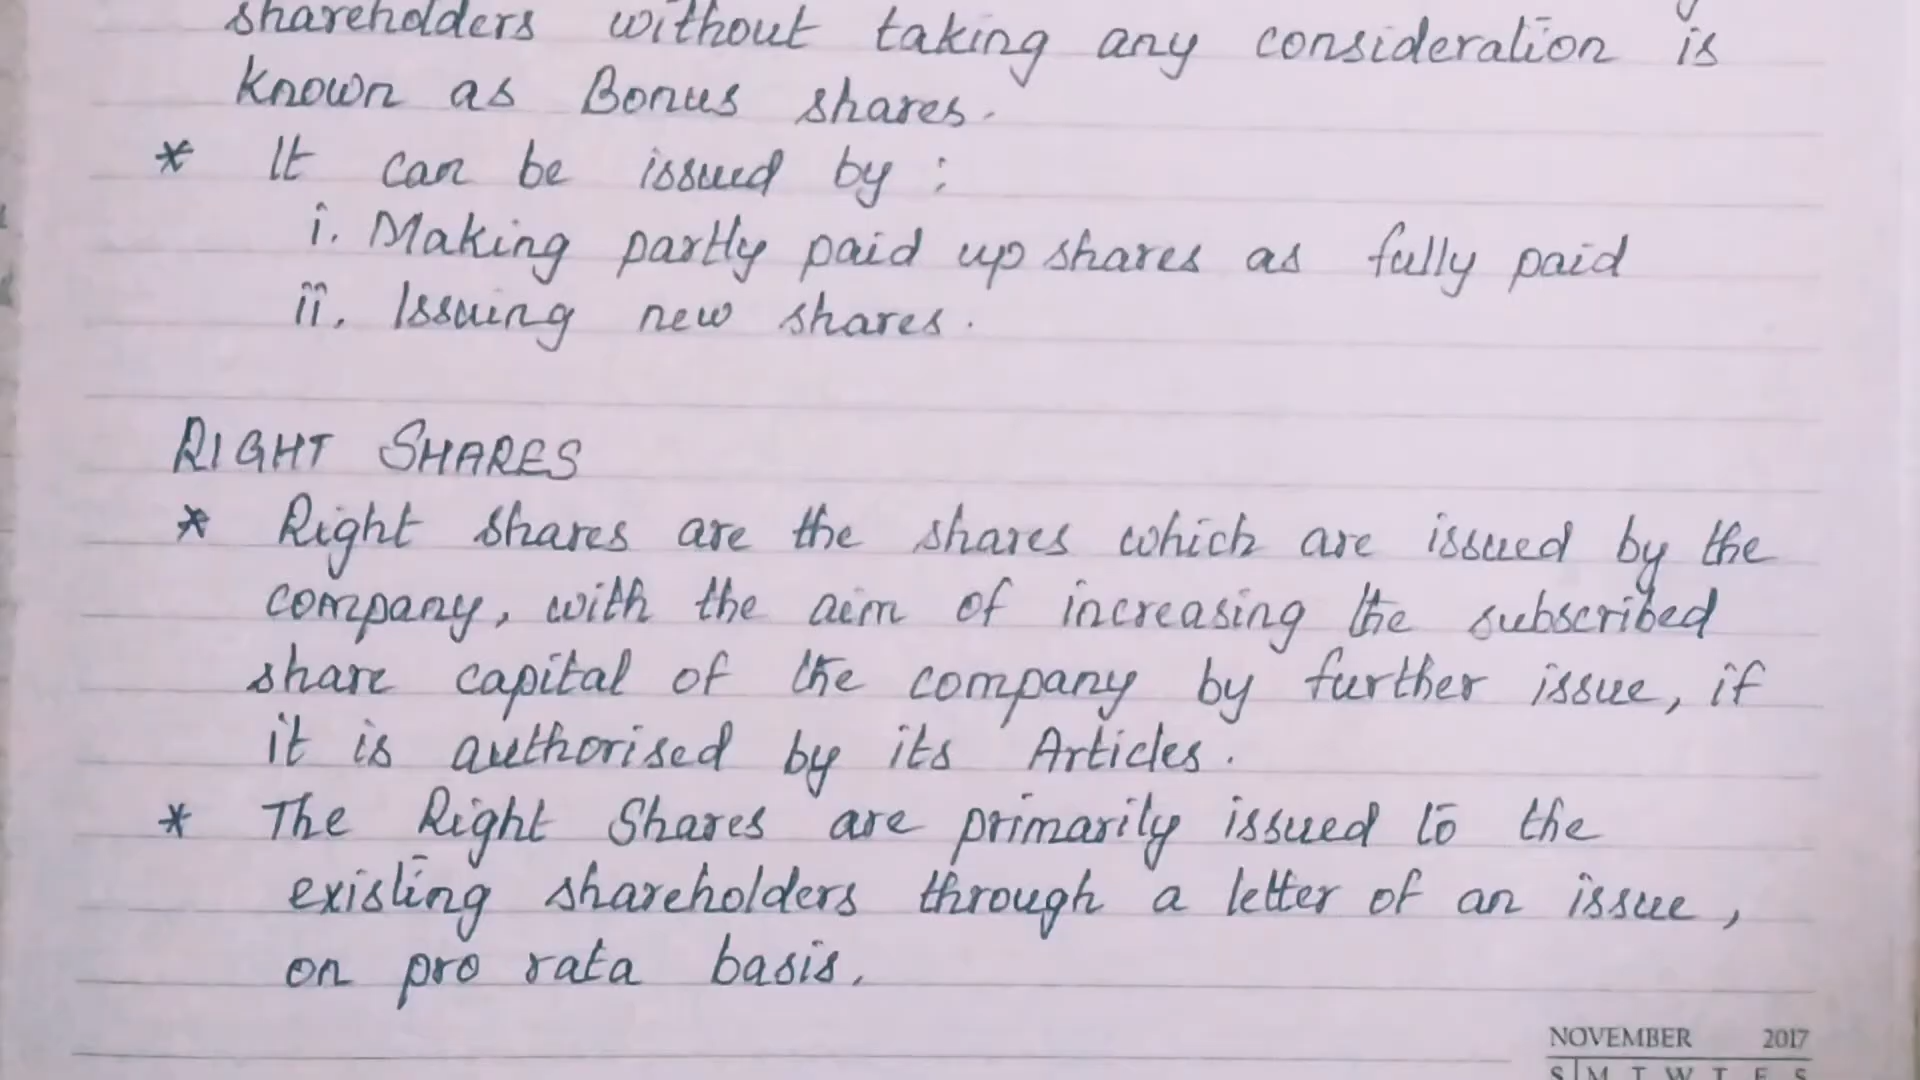 shareholders without taking any consideration is
known as Bonus shares.
* It can be issued by :
i. Making partly paid up shares as fully paid
ii. Issuing new shares.
RIGHT SHARES
* Right shares are the shares which are issued by the
company, with the aim of increasing the subscribed
share capital of the company by further issue, if
it is authorised by its Articles.
* The Right Shares are primarily issued to the
existing shareholders through a letter of an issue,
on pro rata basis.
NOVEMBER 2017
S M T W T F S